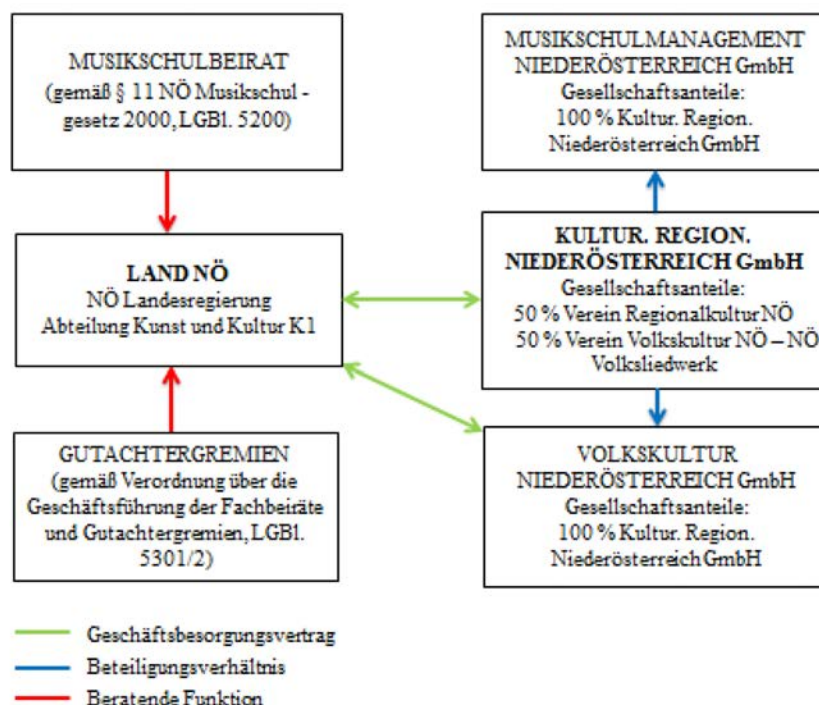 MUSIKSCHULBEIRAT
(gemäß § 11 NÖ Musikschul -
gesetz 2000, LGBl. 5200)
MUSIKSCHULMANAGEMENT
NIEDERÖSTERREICH GmbH
Gesellschaftsanteile:
100 % Kultur. Region.
Niederösterreich GmbH
LAND NÖ
NÖ Landesregierung
Abteilung Kunst und Kultur K1
KULTUR. REGION.
NIEDERÖSTERREICH GmbH
Gesellschaftsanteile:
50 % Verein Regionalkultur NÖ
50 % Verein Volkskultur NÖ – NÖ
Volksliedwerk
GUTACHTERGREMIEN
(gemäß Verordnung über die
Geschäftsführung der Fachbeiräte
und Gutachtergremien, LGBl.
5301/2)
VOLKSKULTUR
NIEDERÖSTERREICH GmbH
Gesellschaftsanteile:
100 % Kultur. Region.
Niederösterreich GmbH
Geschäftsbesorgungsvertrag
Beteiligungsverhältnis
Beratende Funktion